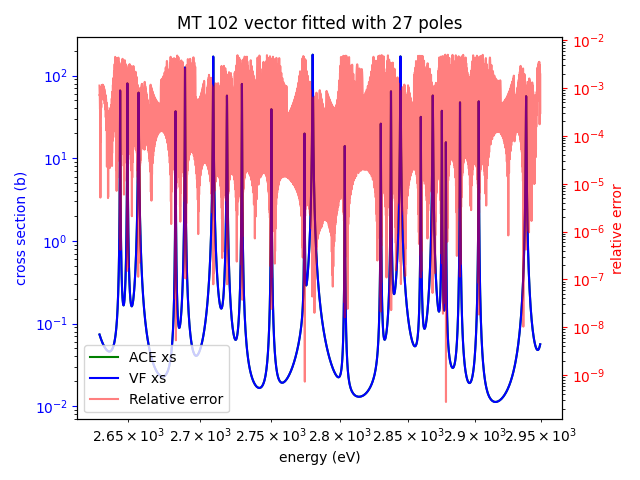 MT 102 vector fitted with 27 poles
cross section (b)
10² 10¹ 10⁰ 10⁻¹ 10⁻²
10⁻² 10⁻³ 10⁻⁴ 10⁻⁵ 10⁻⁶ 10⁻⁷ 10⁻⁸ 10⁻⁹
relative error
ACE xs
VF xs
Relative error
2.65 × 10³ 2.7 × 10³ 2.75 × 10³ 2.8 × 10³ 2.85 × 10³ 2.9 × 10³ 2.95 × 10³
energy (eV)